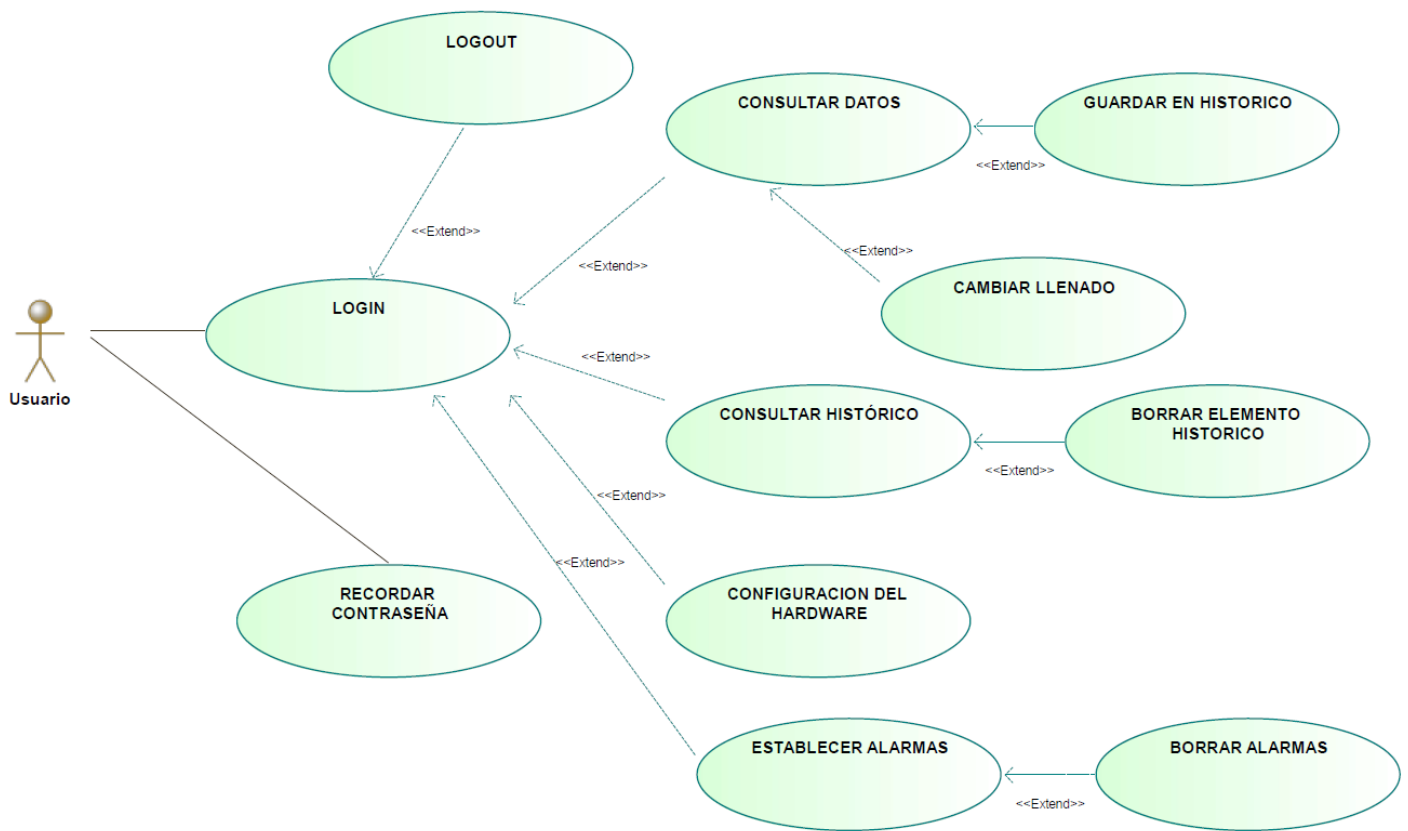 LOGOUT
CONSULTAR DATOS
GUARDAR EN HISTORICO
<<Extend>>
<<Extend>>
<<Extend>>
<<Extend>>
CAMBIAR LLENADO
LOGIN
Usuario
<<Extend>>
CONSULTAR HISTÓRICO
BORRAR ELEMENTO
HISTORICO
<<Extend>>
<<Extend>>
<<Extend>>
RECORDAR
CONTRASEÑA
CONFIGURACION DEL
HARDWARE
ESTABLECER ALARMAS
BORRAR ALARMAS
<<Extend>>